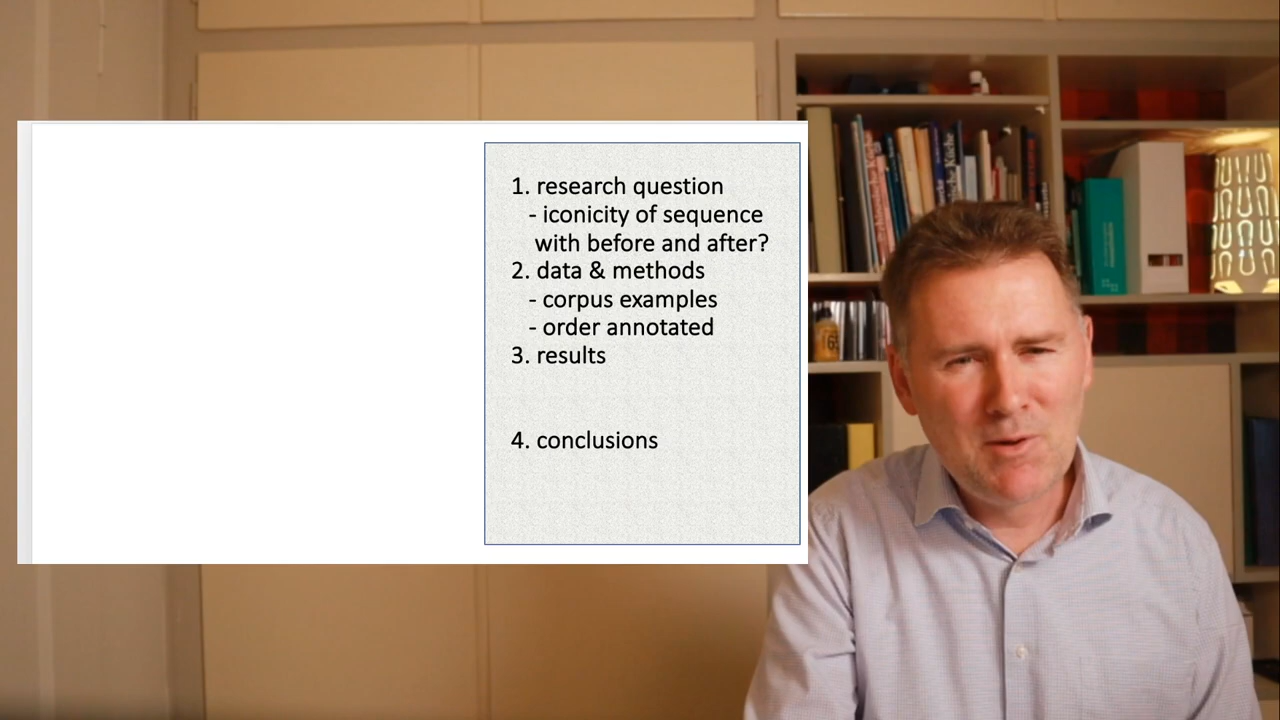 1. research question
- iconicity of sequence
with before and after?
2. data & methods
- corpus examples
- order annotated
3. results
4. conclusions